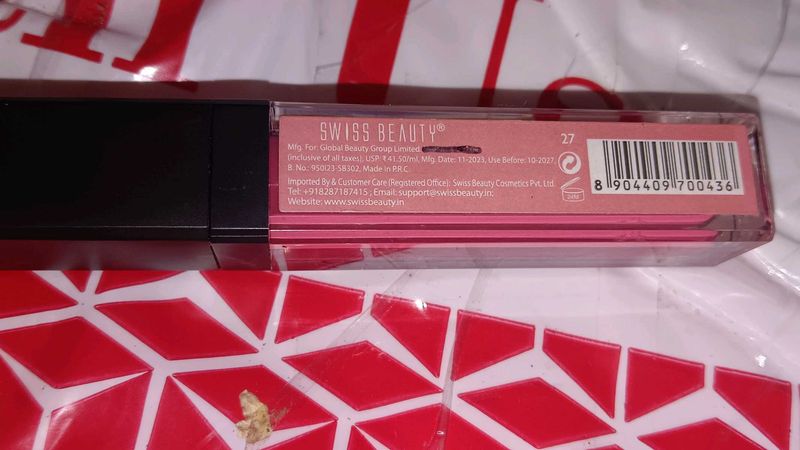 SWISS BEAUTY®
Mfg. For: Global Beauty Group Limited
(inclusive of all taxes), USP: ₹41.50/ml, Mfg. Date: 11-2023, Use Before: 10-2027,
B. No.: 950I23-SB302, Made in P.R.C.
Imported By & Customer Care (Registered Office): Swiss Beauty Cosmetics Pvt. Ltd.
Tel: +918287187415 ; Email: support@swissbeauty.in;
Website: www.swissbeauty.in
27
24M
8 904409 700436